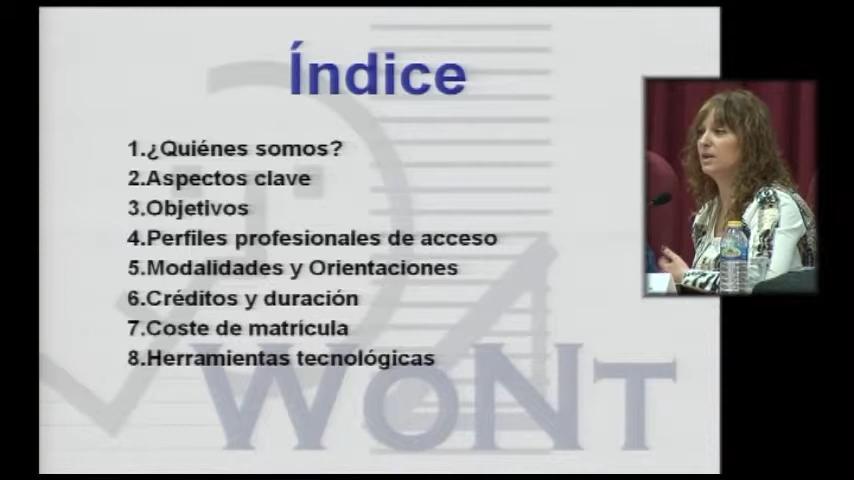 Índice
1.¿Quiénes somos?
2.Aspectos clave
3.Objetivos
4.Perfiles profesionales de acceso
5.Modalidades y Orientaciones
6.Créditos y duración
7.Coste de matrícula
8.Herramientas tecnológicas
WoNT